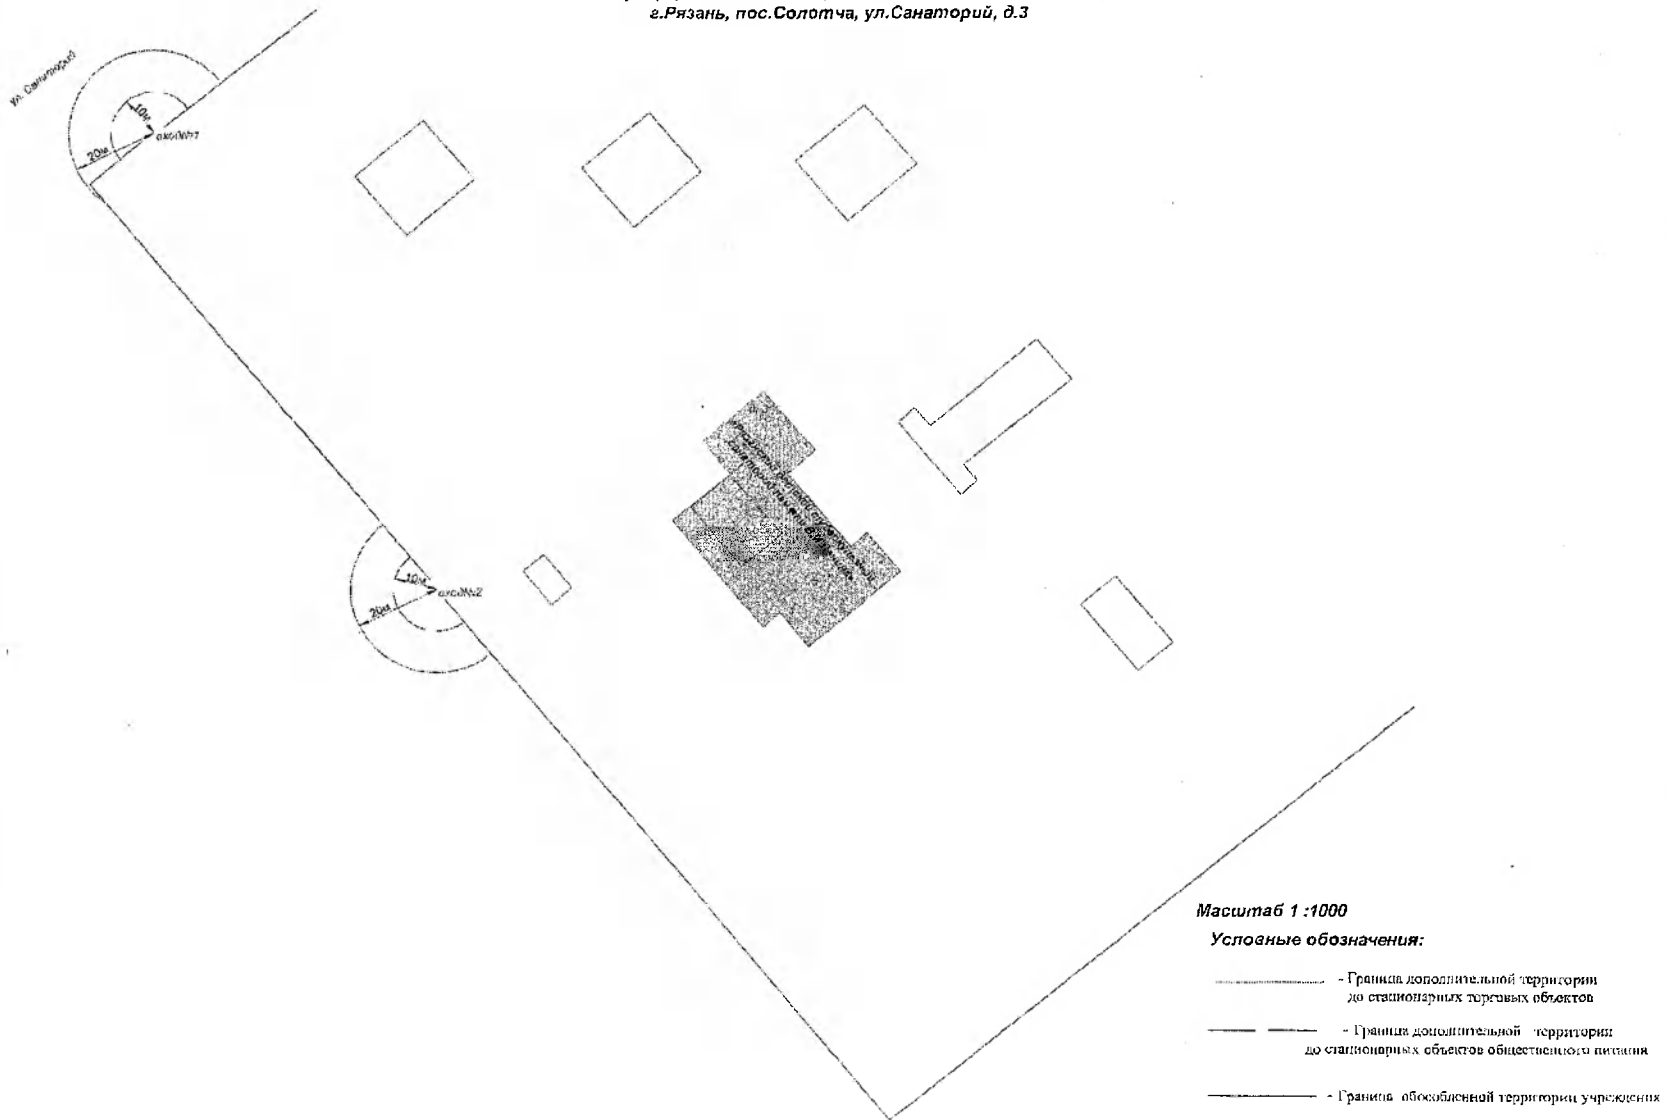 г.Рязань, пос.Солотча, ул.Санаторий, д.3
ул. Санаторий
10м
вход№1
20м
10м
вход№2
20м
Масштаб 1 :1000
Условные обозначения:
- Граница дополнительной территории
до стационарных торговых объектов
- Граница дополнительной территории
до стационарных объектов общественного питания
- Граница обособленной территории учреждения